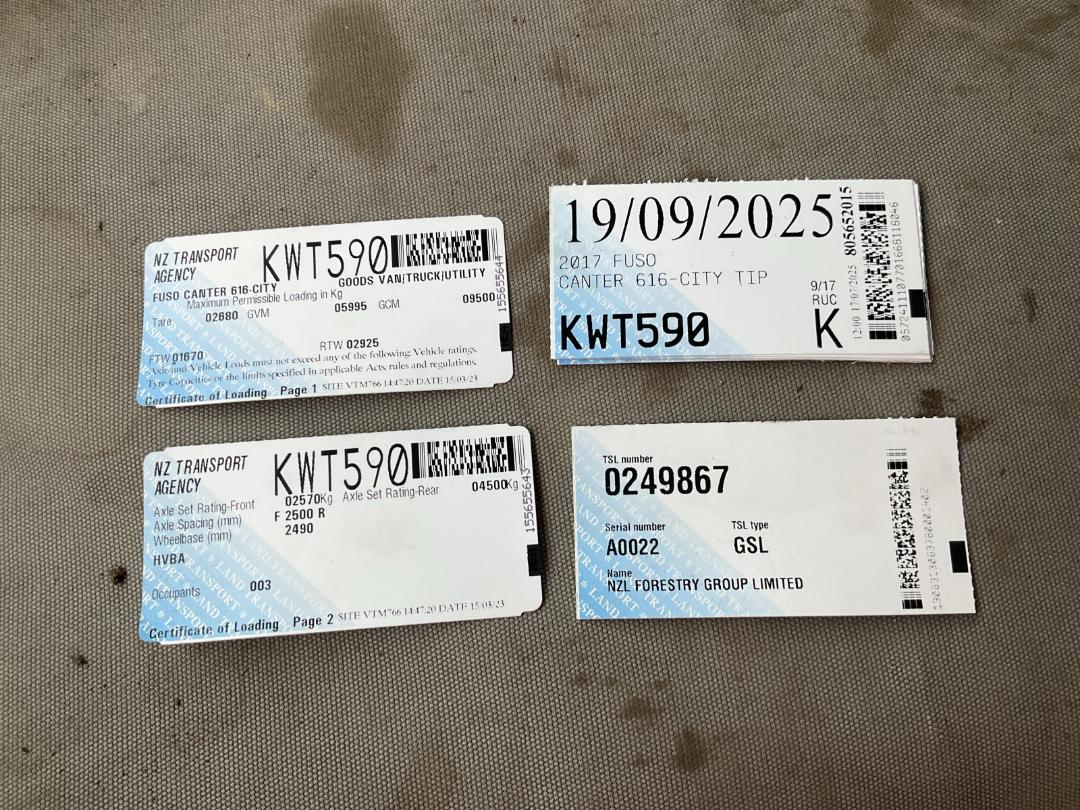 NZ TRANSPORT
AGENCY
KWT590
GOODS VAN/TRUCK/UTILITY
FUSO CANTER 616-CITY
Maximum Permissible Loading in Kg
Tare 02680 GVM 05995 GCM 09500
RTW 02925
FTW 01670
Axle and Vehicle Loads must not exceed any of the following: Vehicle ratings,
Tyre Capacities or the limits specified in applicable Acts, rules and regulations.
Certificate of Loading Page 1 SITE VTM766 14:47:20 DATE 15/03/23
155655644
19/09/2025
2017 FUSO
CANTER 616-CITY TIP
9/17
RUC
KWT590
K
12:00 17/07/2025
805652015
NZ TRANSPORT
AGENCY
KWT590
Axle Set Rating-Front 02570Kg Axle Set Rating-Rear 04500Kg
Axle Spacing (mm) F 2500 R
Wheelbase (mm) 2490
HVBA
Occupants 003
Certificate of Loading Page 2 SITE VTM766 14:47:20 DATE 15/03/23
155655643
TSL number
0249867
Serial number TSL type
A0022 GSL
Name
NZL FORESTRY GROUP LIMITED